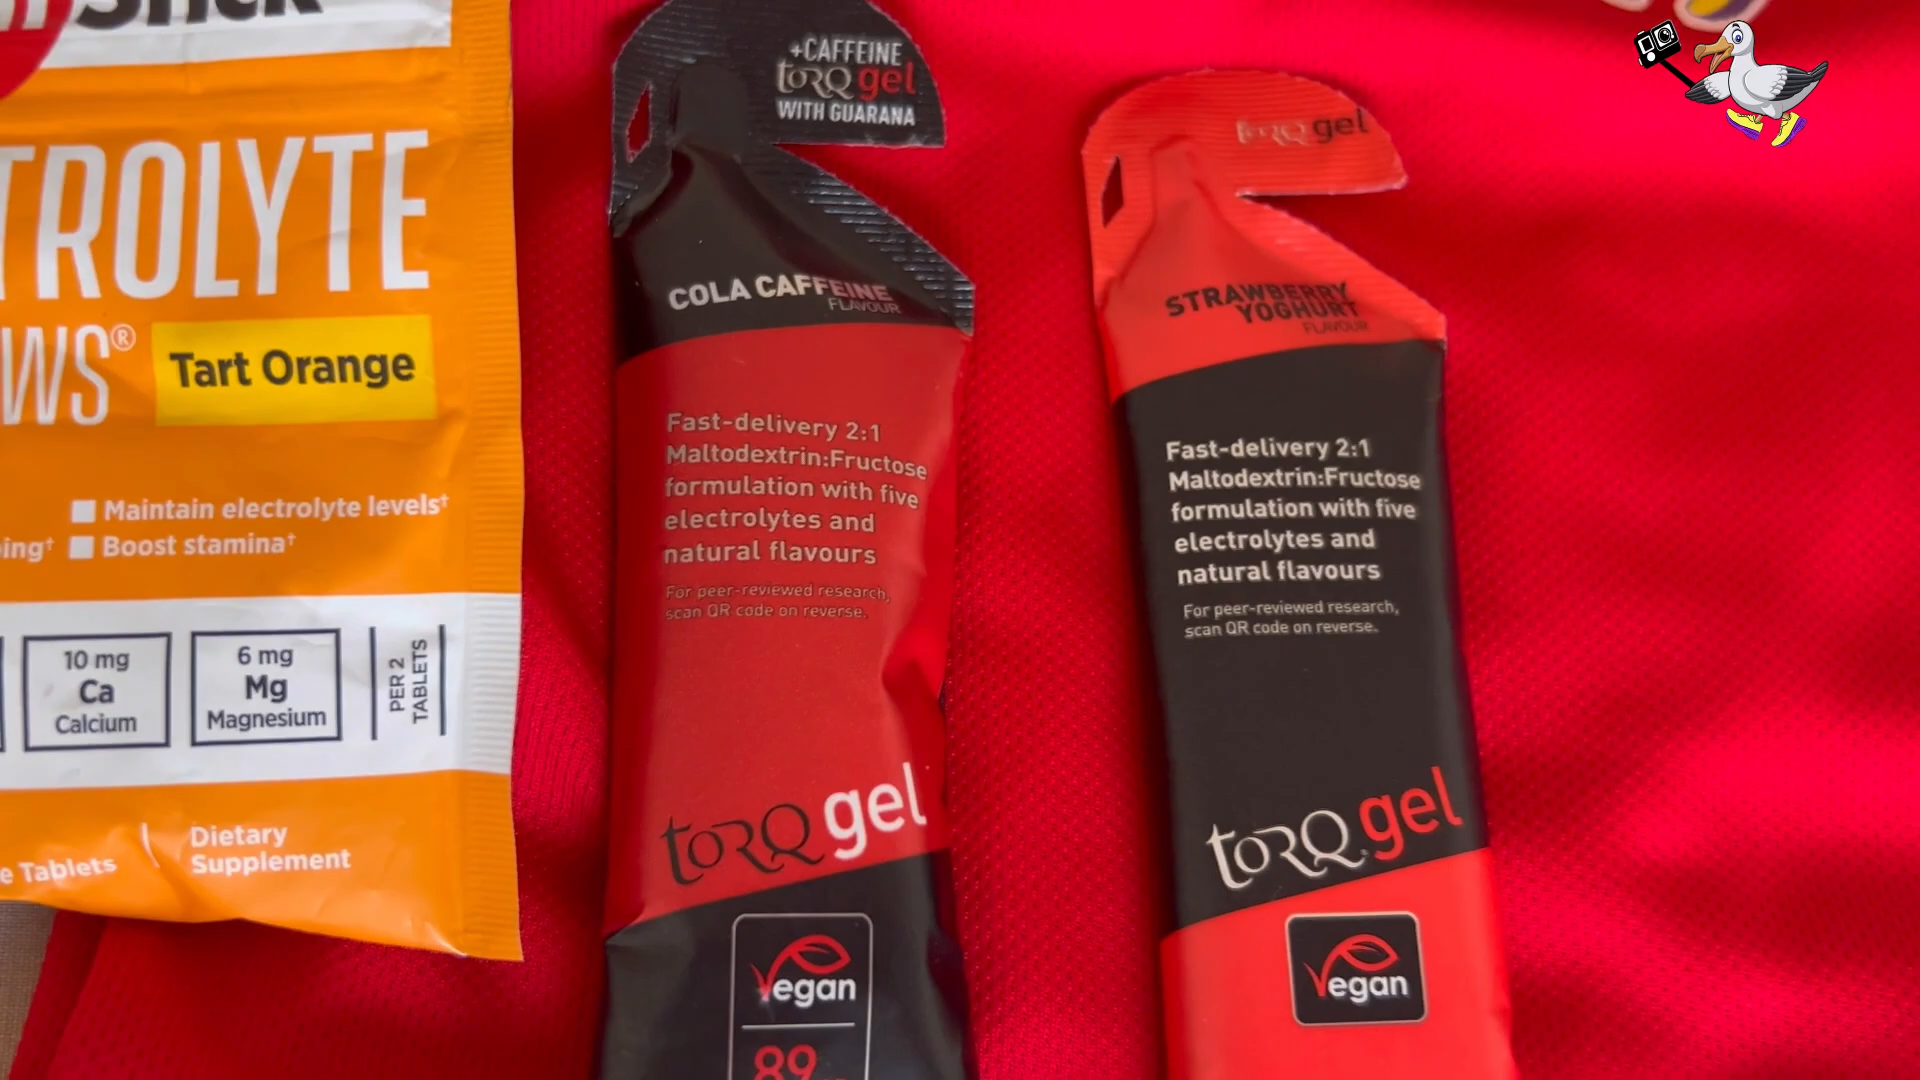 Stick
TROLYTE
WS®
Tart Orange
Maintain electrolyte levels†
ing† Boost stamina†
10 mg
Ca
Calcium
6 mg
Mg
Magnesium
PER 2
TABLETS
e Tablets
Dietary
Supplement
+CAFFEINE
torq gel
WITH GUARANA
COLA CAFFEINE
FLAVOUR
Fast-delivery 2:1
Maltodextrin:Fructose
formulation with five
electrolytes and
natural flavours
For peer-reviewed research,
scan QR code on reverse.
torq gel
Vegan
89
torq gel
STRAWBERRY
YOGHURT
FLAVOUR
Fast-delivery 2:1
Maltodextrin:Fructose
formulation with five
electrolytes and
natural flavours
For peer-reviewed research,
scan QR code on reverse.
torq gel
Vegan